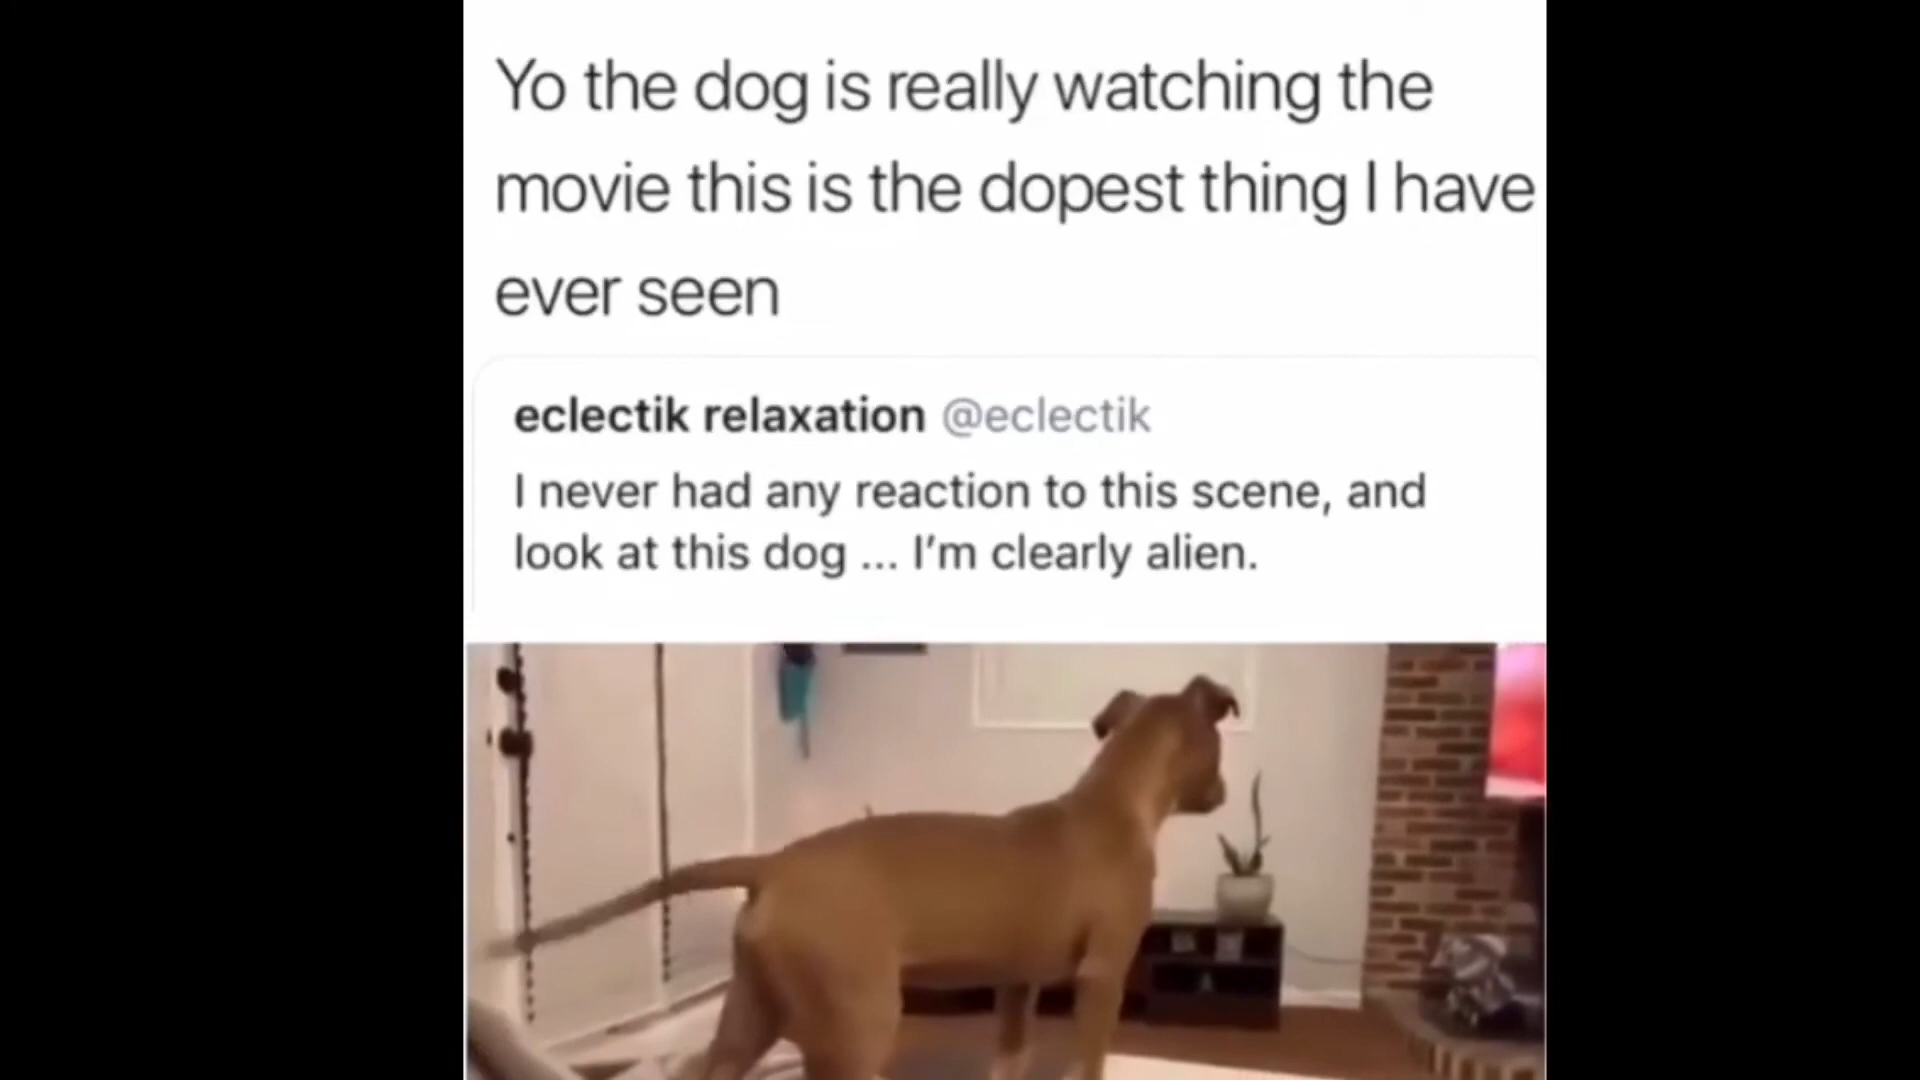 Yo the dog is really watching the
movie this is the dopest thing I have
ever seen
eclectik relaxation @eclectik
I never had any reaction to this scene, and
look at this dog ... I'm clearly alien.